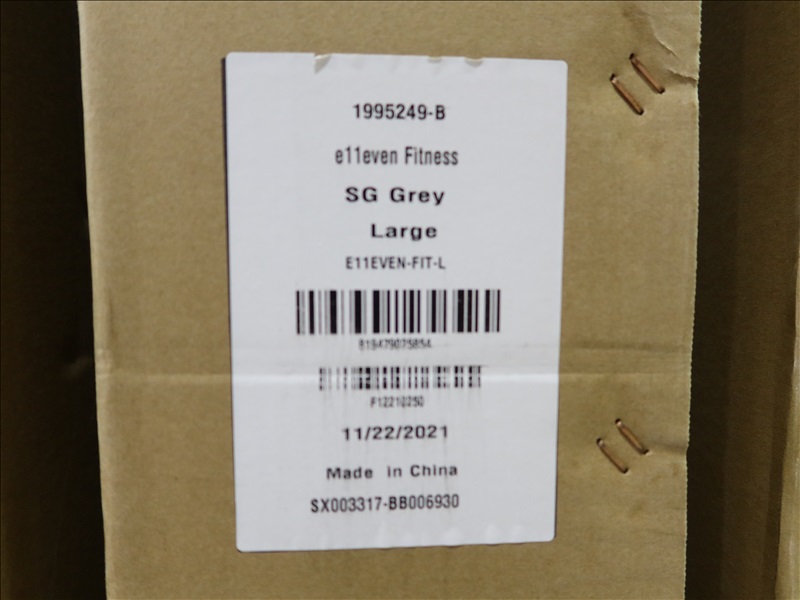 1995249-B
e11even Fitness
SG Grey
Large
E11EVEN-FIT-L
819479075854
F12210250
11/22/2021
Made in China
SX003317-BB006930